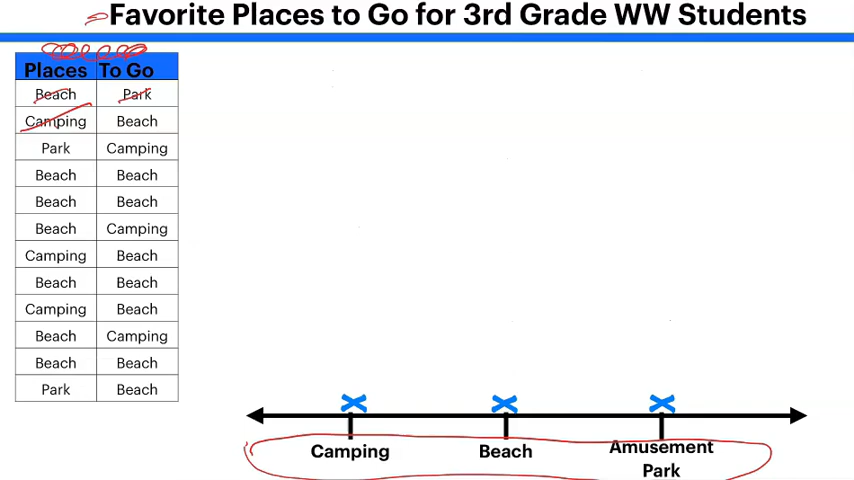 Favorite Places to Go for 3rd Grade WW Students
Places To Go
Beach Park
Camping Beach
Park Camping
Beach Beach
Beach Beach
Beach Camping
Camping Beach
Beach Beach
Camping Beach
Beach Camping
Beach Beach
Park Beach
X X X
Camping Beach Amusement
Park